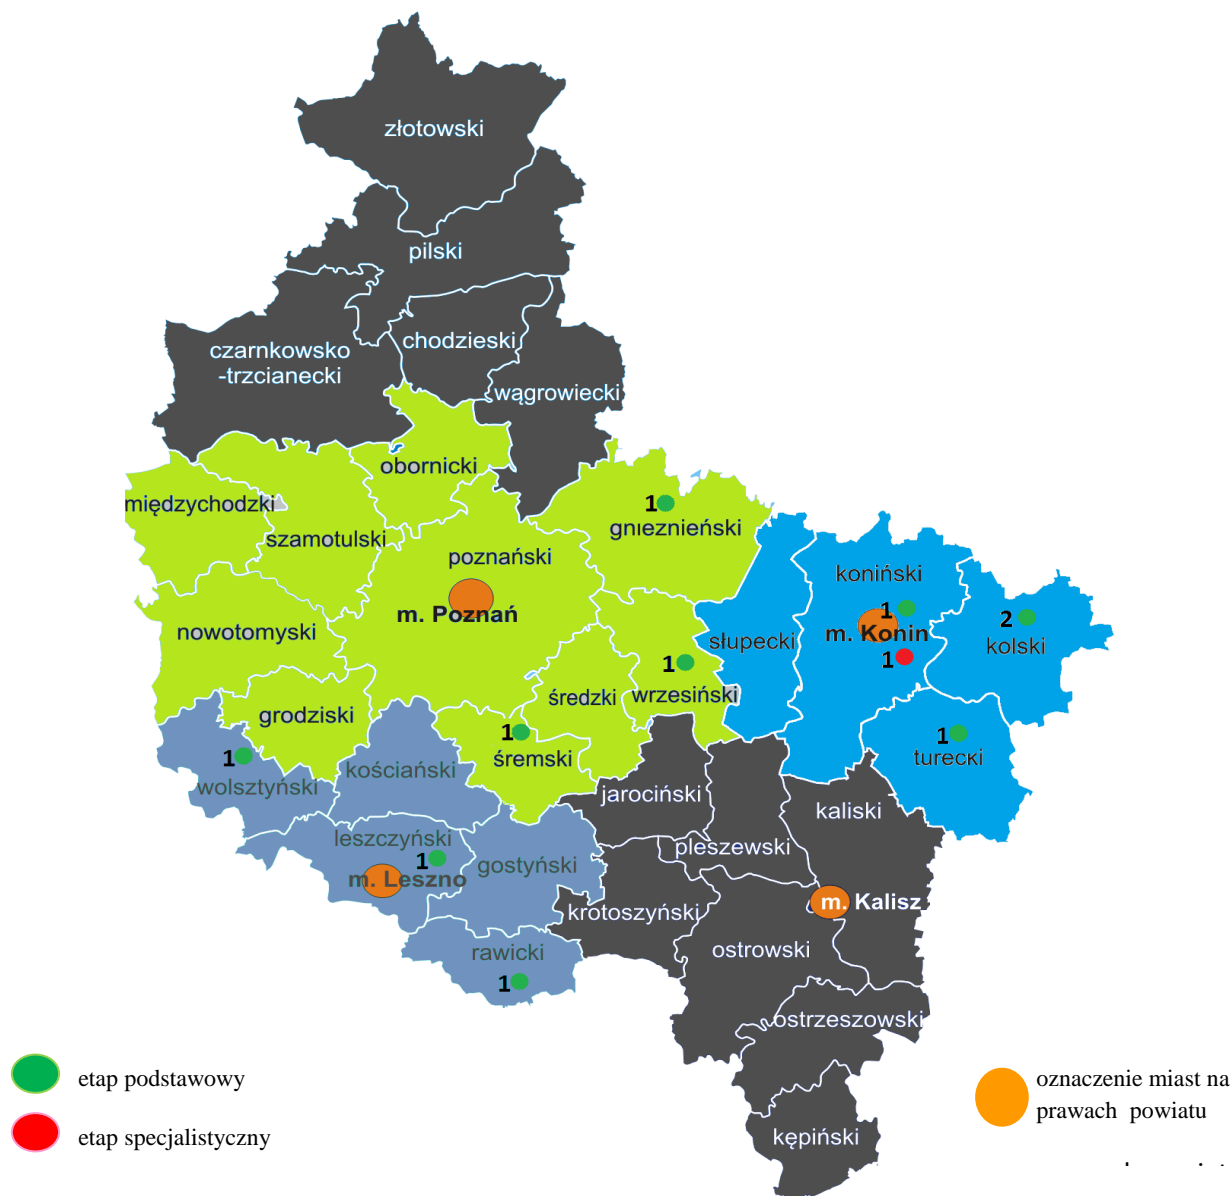 złotowski
pilski
chodzieski
czarnkowsko
-trzcianecki
wągrowiecki
obornicki
międzychodzki
szamotulski
1
gnieźnieński
poznański
m. Poznań
nowotomyski
koniński
1
m. Konin
1
2
kolski
słupecki
1
wrzesiński
średzki
grodziski
1
śremski
1
turecki
1
wolsztyński
kościański
jarociński
kaliski
leszczyński
1
m. Leszno
gostyński
pleszewski
krotoszyński
m. Kalisz
ostrowski
rawicki
1
ostrzeszowski
kępiński
etap podstawowy
etap specjalistyczny
oznaczenie miast na
prawach powiatu